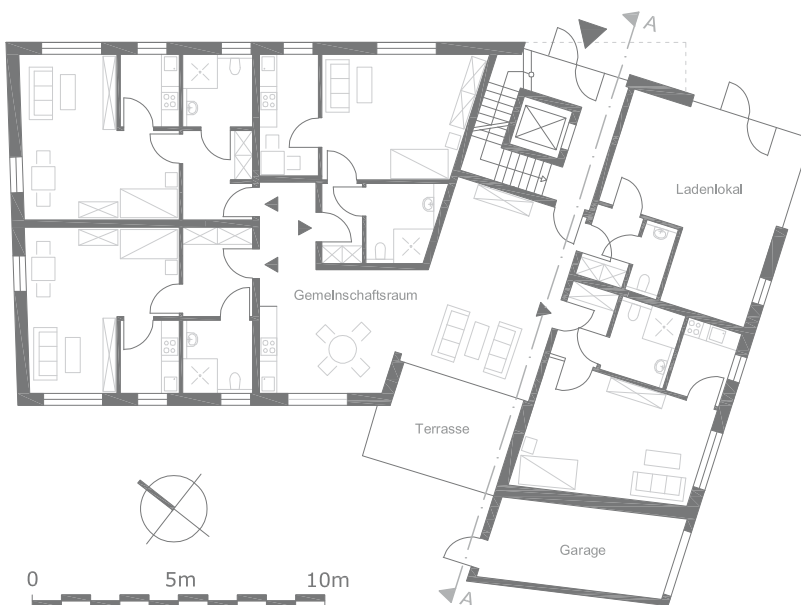 A
Ladenlokal
Gemeinschaftsraum
Terrasse
Garage
0 5m 10m
A